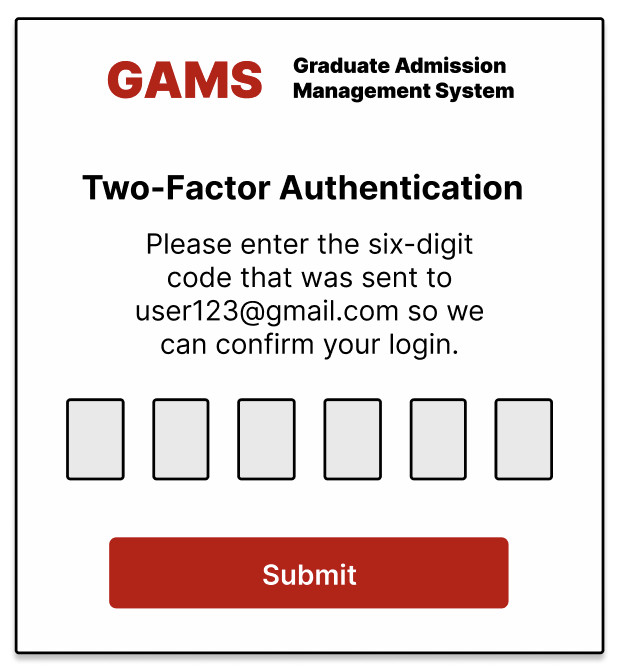 GAMS
Graduate Admission
Management System
Two-Factor Authentication
Please enter the six-digit
code that was sent to
user123@gmail.com so we
can confirm your login.
Submit